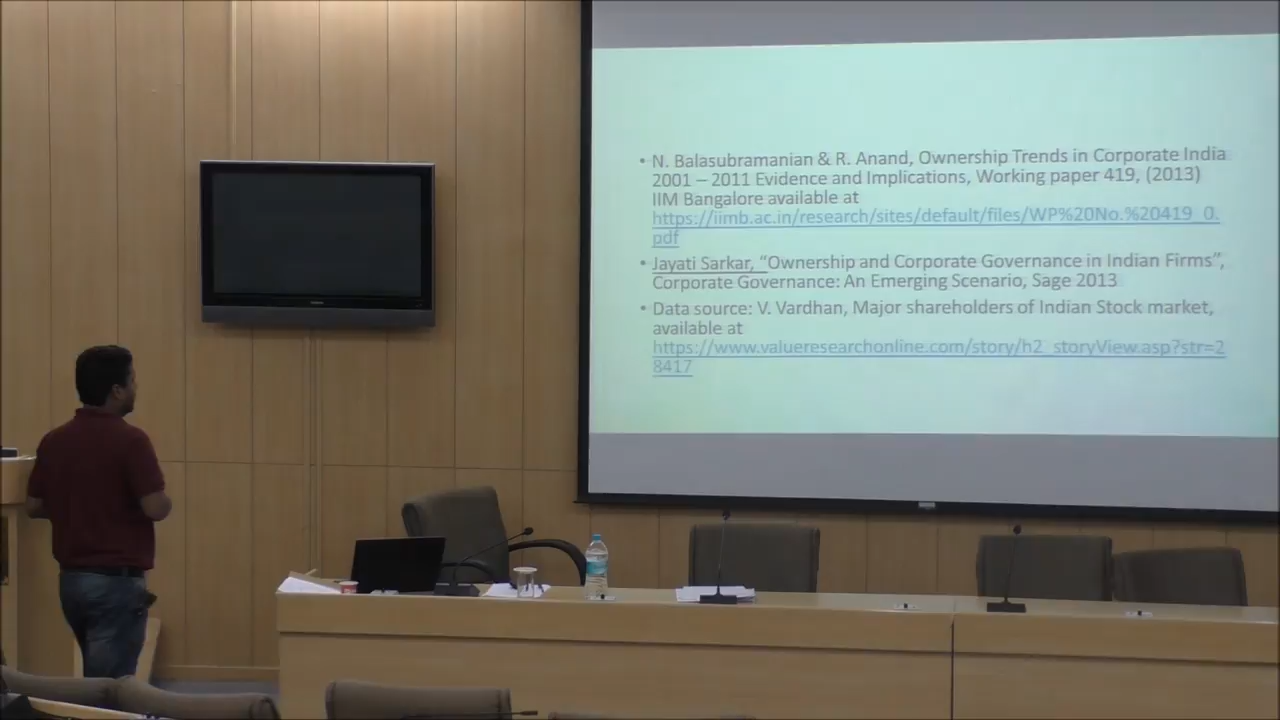 • N. Balasubramanian & R. Anand, Ownership Trends in Corporate India
2001 – 2011 Evidence and Implications, Working paper 419, (2013)
IIM Bangalore available at
https://iimb.ac.in/research/sites/default/files/WP%20No.%20419_0.
pdf
• Jayati Sarkar, “Ownership and Corporate Governance in Indian Firms”,
Corporate Governance: An Emerging Scenario, Sage 2013
• Data source: V. Vardhan, Major shareholders of Indian Stock market,
available at
https://www.valueresearchonline.com/story/h2_storyView.asp?str=2
8417